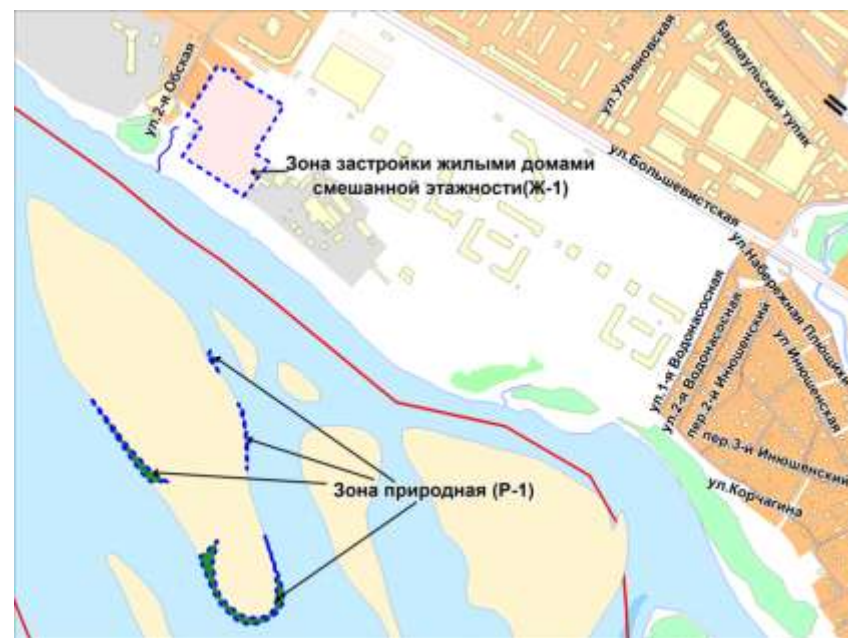 ул.2-я Обская
ул.Ульяновская
Барнаульский тупик
Зона застройки жилыми домами
смешанной этажности(Ж-1)
ул.Большевистская
ул.Набережная Плющихи
ул.1-я Водонасосная
ул.2-я Водонасосная
пер.2-й Инюшенский
ул.Инюшенская
пер.3-й Инюшенский
Зона природная (Р-1)
ул.Корчагина